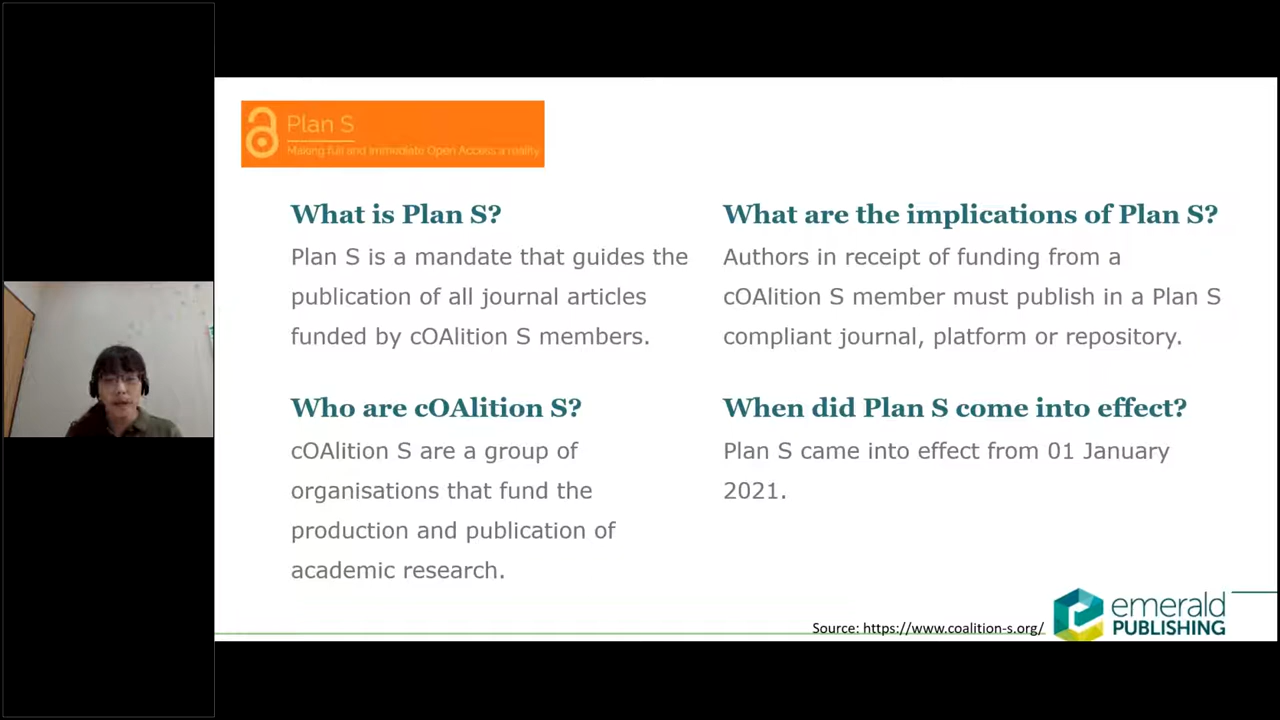 Plan S
Making full and immediate Open Access a reality
What is Plan S?
Plan S is a mandate that guides the
publication of all journal articles
funded by cOAlition S members.
Who are cOAlition S?
cOAlition S are a group of
organisations that fund the
production and publication of
academic research.
What are the implications of Plan S?
Authors in receipt of funding from a
cOAlition S member must publish in a Plan S
compliant journal, platform or repository.
When did Plan S come into effect?
Plan S came into effect from 01 January
2021.
Source: https://www.coalition-s.org/
emerald
PUBLISHING